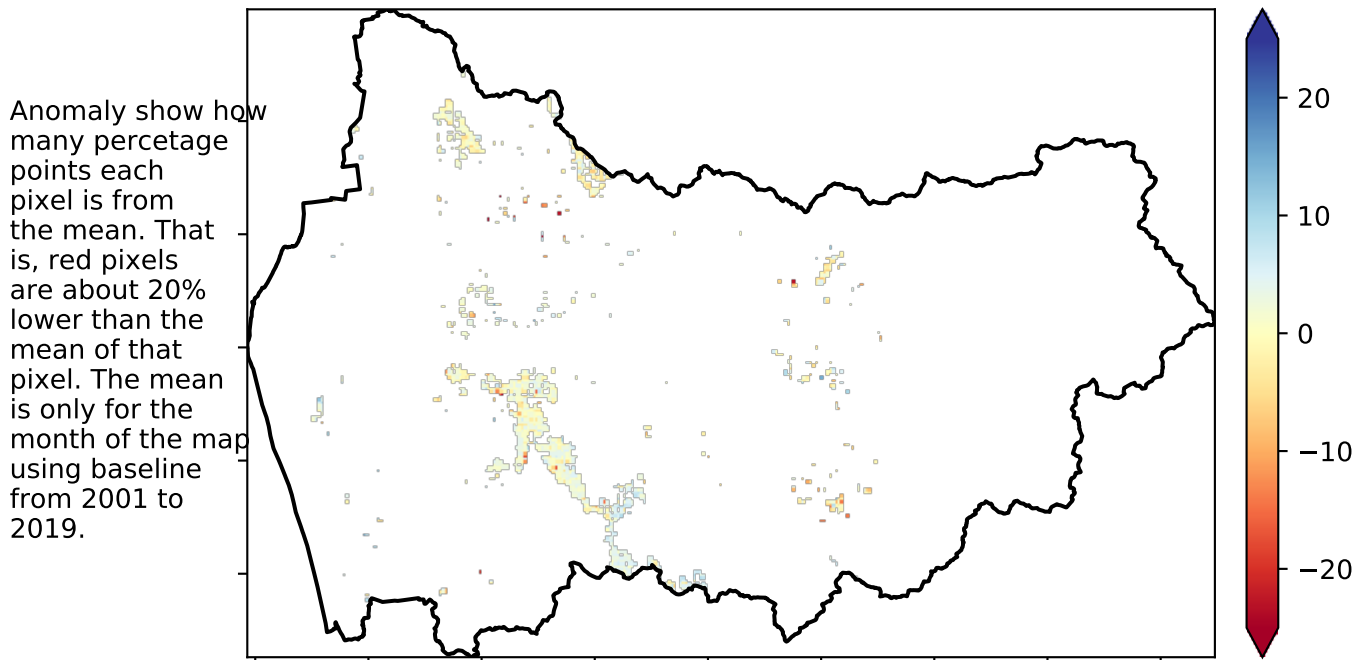 Anomaly show how
many percetage
points each
pixel is from
the mean. That
is, red pixels
are about 20%
lower than the
mean of that
pixel. The mean
is only for the
month of the map
using baseline
from 2001 to
2019.
20
10
0
−10
−20